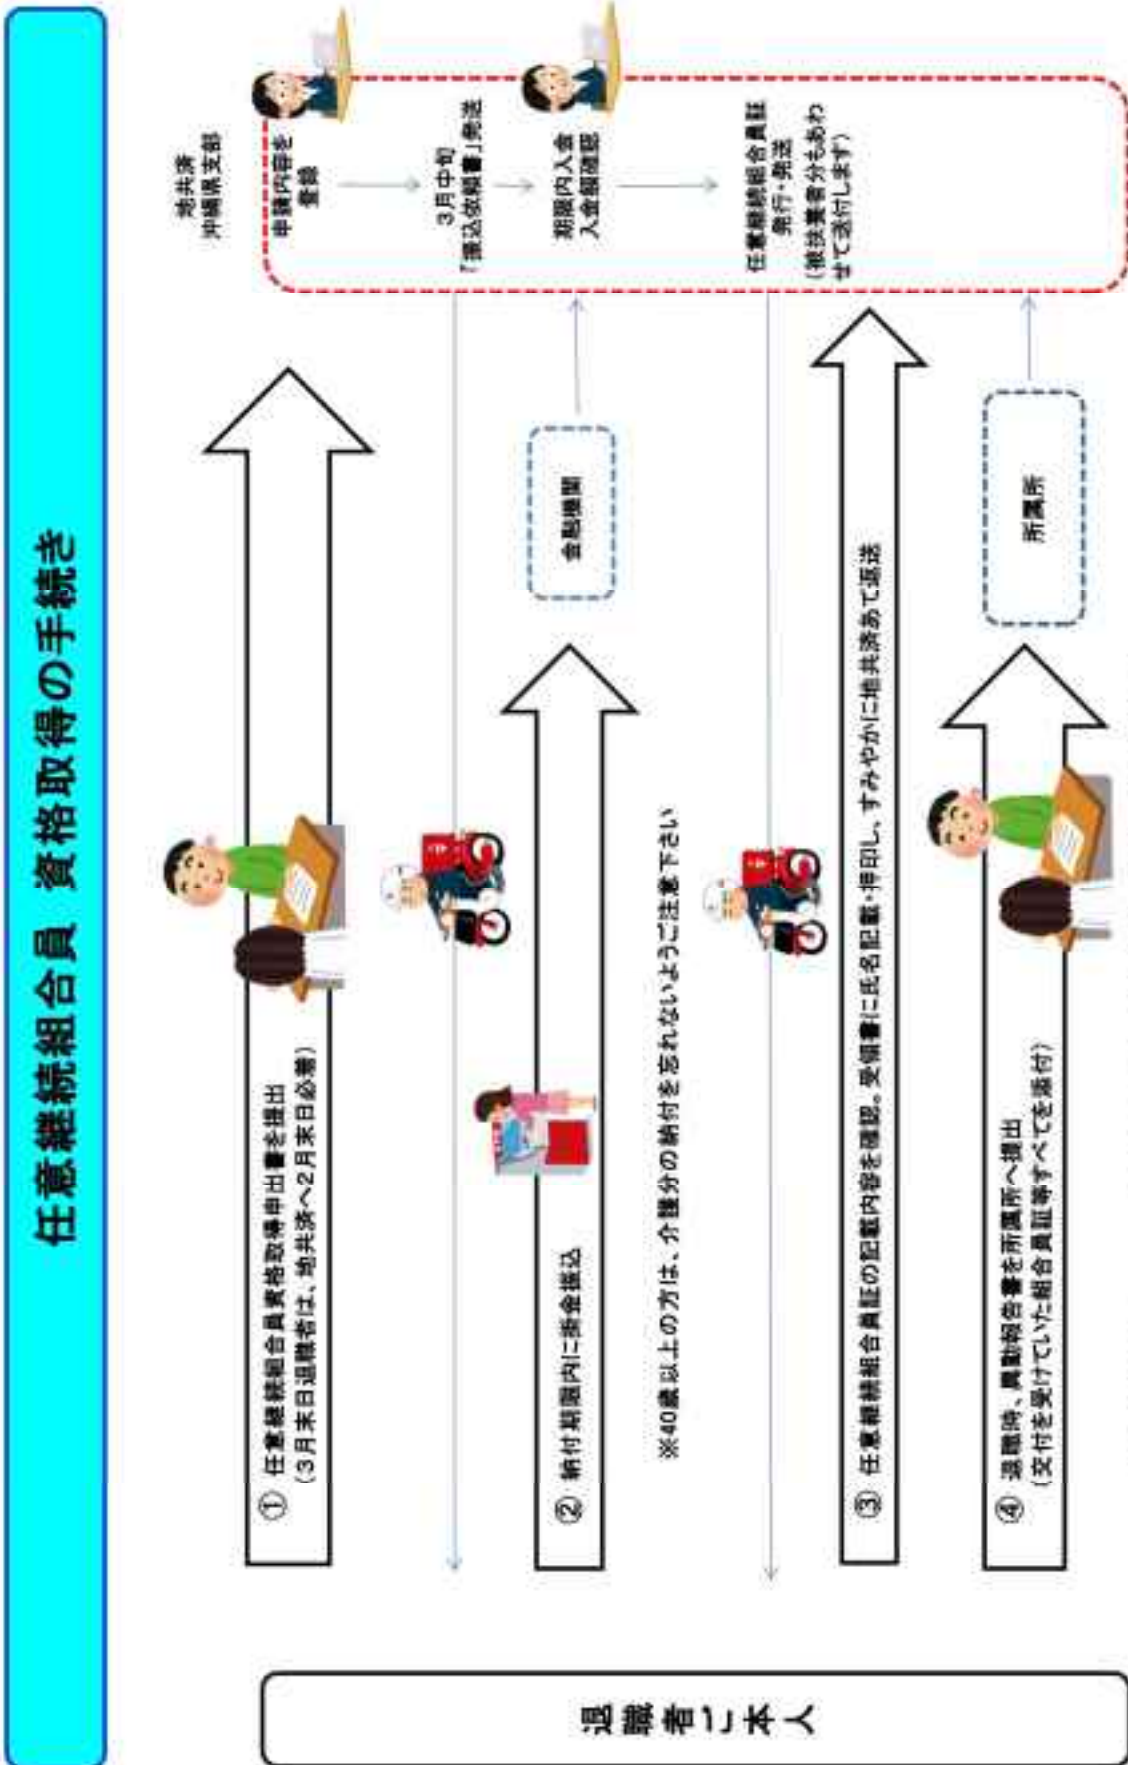 任意継続組合員 資格取得の手続き
地共済
沖縄県支部
申請内容を
登録
3月中旬
「振込依頼書」発送
期限内入金
入金額確認
任意継続組合員証
発行・発送
(被扶養者分もあわ
せて送付します)
① 任意継続組合員資格取得申出書を提出
(3月末日退職者は、地共済へ2月末日必着)
② 納付期限内に掛金振込
金融機関
※40歳以上の方は、介護分の納付を忘れないようご注意下さい
③ 任意継続組合員証の記載内容を確認。受領書に氏名記載・押印し、すみやかに地共済あて返送
④ 退職時、異動報告書を所属所へ提出
(交付を受けていた組合員証等すべてを添付)
所属所
退職者ご本人